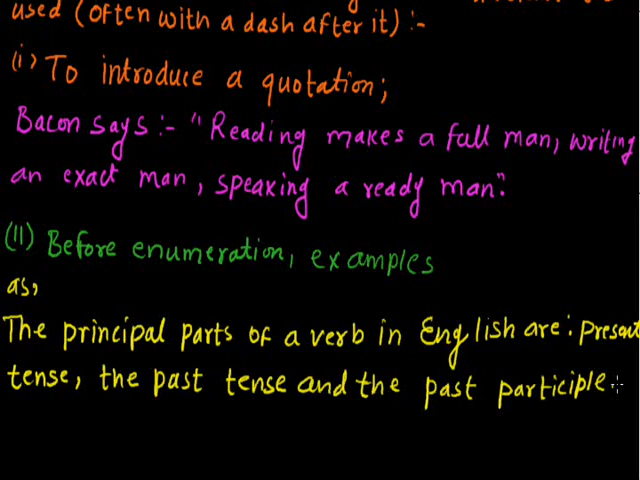 used (often with a dash after it) :-
(i) To introduce a quotation;
Bacon says :- "Reading makes a full man, writing
an exact man, speaking a ready man".
(II) Before enumeration, examples
as,
The principal parts of a verb in English are: present
tense, the past tense and the past participle.